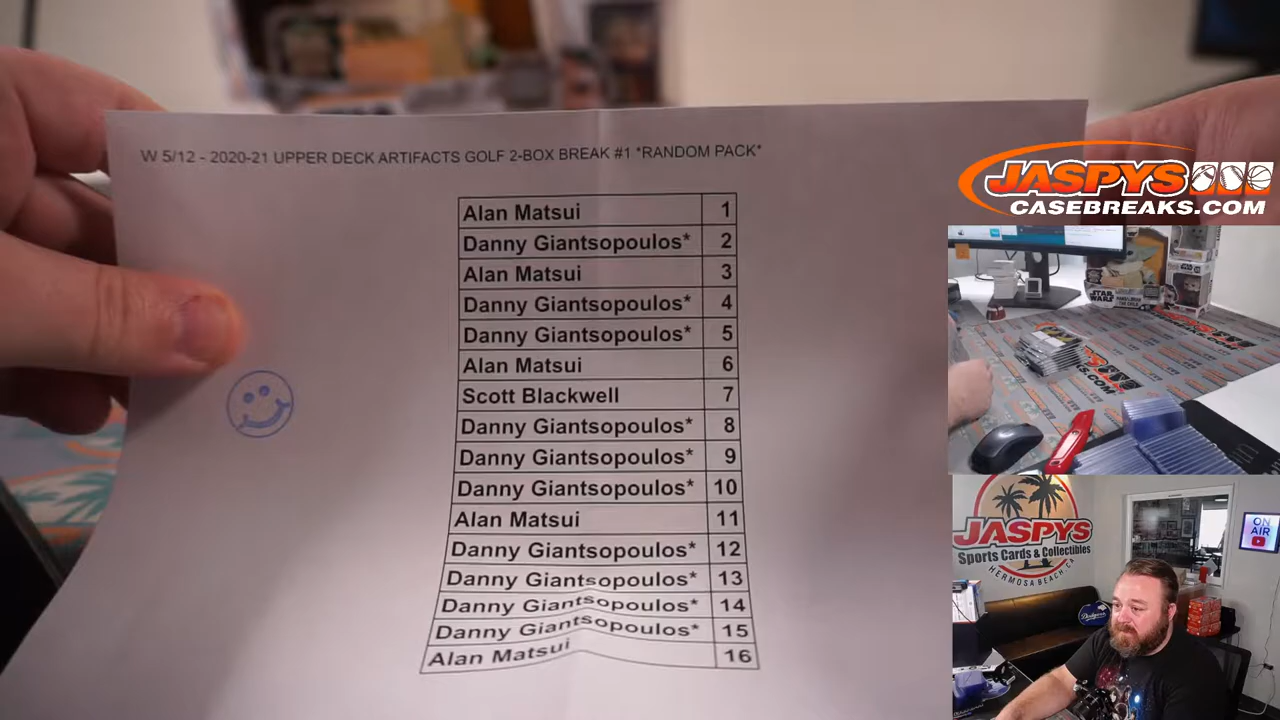 W 5/12 - 2020-21 UPPER DECK ARTIFACTS GOLF 2-BOX BREAK #1 *RANDOM PACK*
Alan Matsui 1
Danny Giantsopoulos* 2
Alan Matsui 3
Danny Giantsopoulos* 4
Danny Giantsopoulos* 5
Alan Matsui 6
Scott Blackwell 7
Danny Giantsopoulos* 8
Danny Giantsopoulos* 9
Danny Giantsopoulos* 10
Alan Matsui 11
Danny Giantsopoulos* 12
Danny Giantsopoulos* 13
Danny Giantsopoulos* 14
Danny Giantsopoulos* 15
Alan Matsui 16
JASPYS
CASEBREAKS.COM
STAR WARS
JASPYS
Sports Cards & Collectibles
HERMOSA BEACH, CA
ON AIR
Dodgers